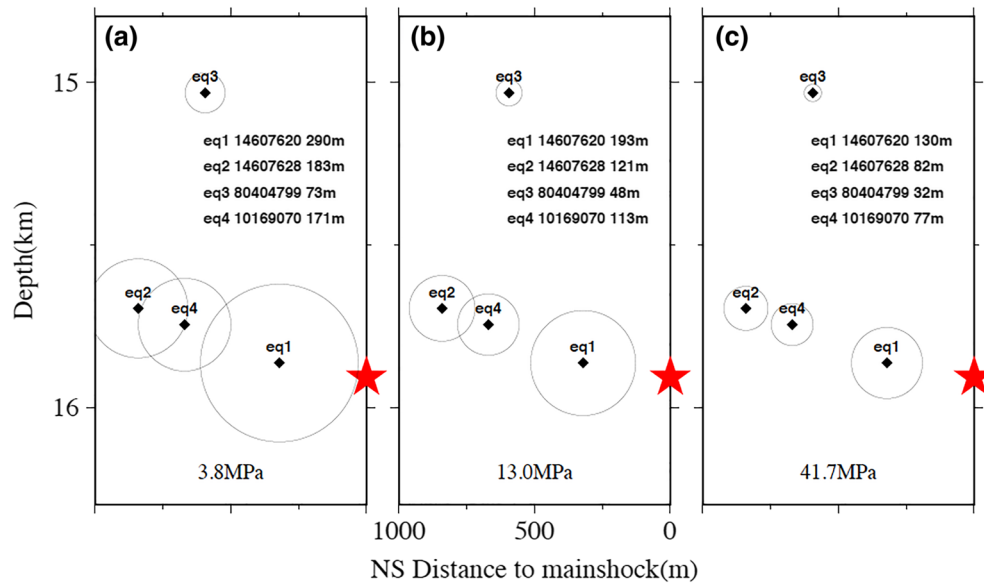 (a)
eq3
eq1 14607620 290m
eq2 14607628 183m
eq3 80404799 73m
eq4 10169070 171m
eq2
eq4
eq1
3.8MPa
(b)
eq3
eq1 14607620 193m
eq2 14607628 121m
eq3 80404799 48m
eq4 10169070 113m
eq2
eq4
eq1
13.0MPa
(c)
eq3
eq1 14607620 130m
eq2 14607628 82m
eq3 80404799 32m
eq4 10169070 77m
eq2
eq4
eq1
41.7MPa
15
16
Depth(km)
1000 500 0
NS Distance to mainshock(m)